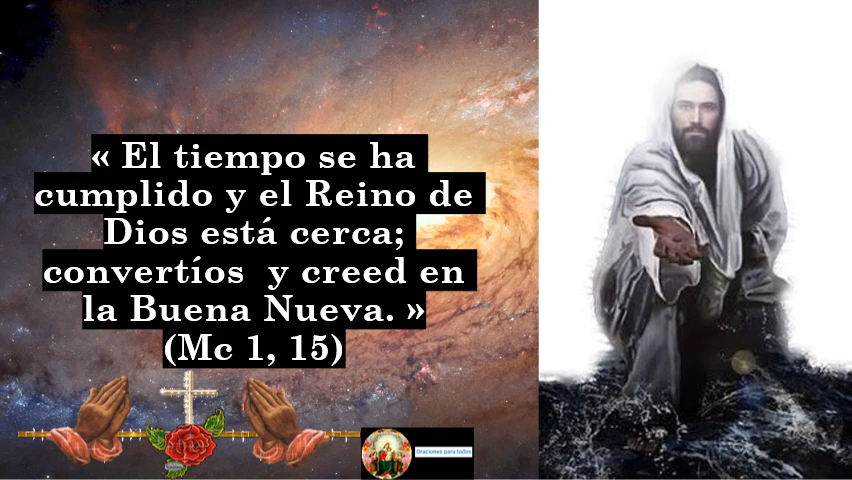 « El tiempo se ha
cumplido y el Reino de
Dios está cerca;
convertíos  y creed en
la Buena Nueva. »
(Mc 1, 15)
Oraciones para todos